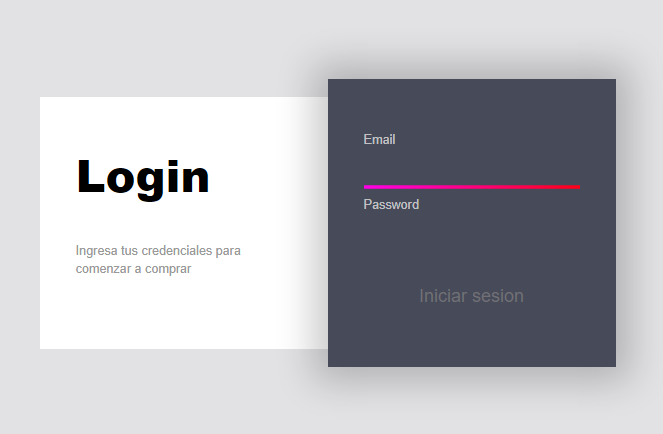 Login
Ingresa tus credenciales para
comenzar a comprar
Email
Password
Iniciar sesion